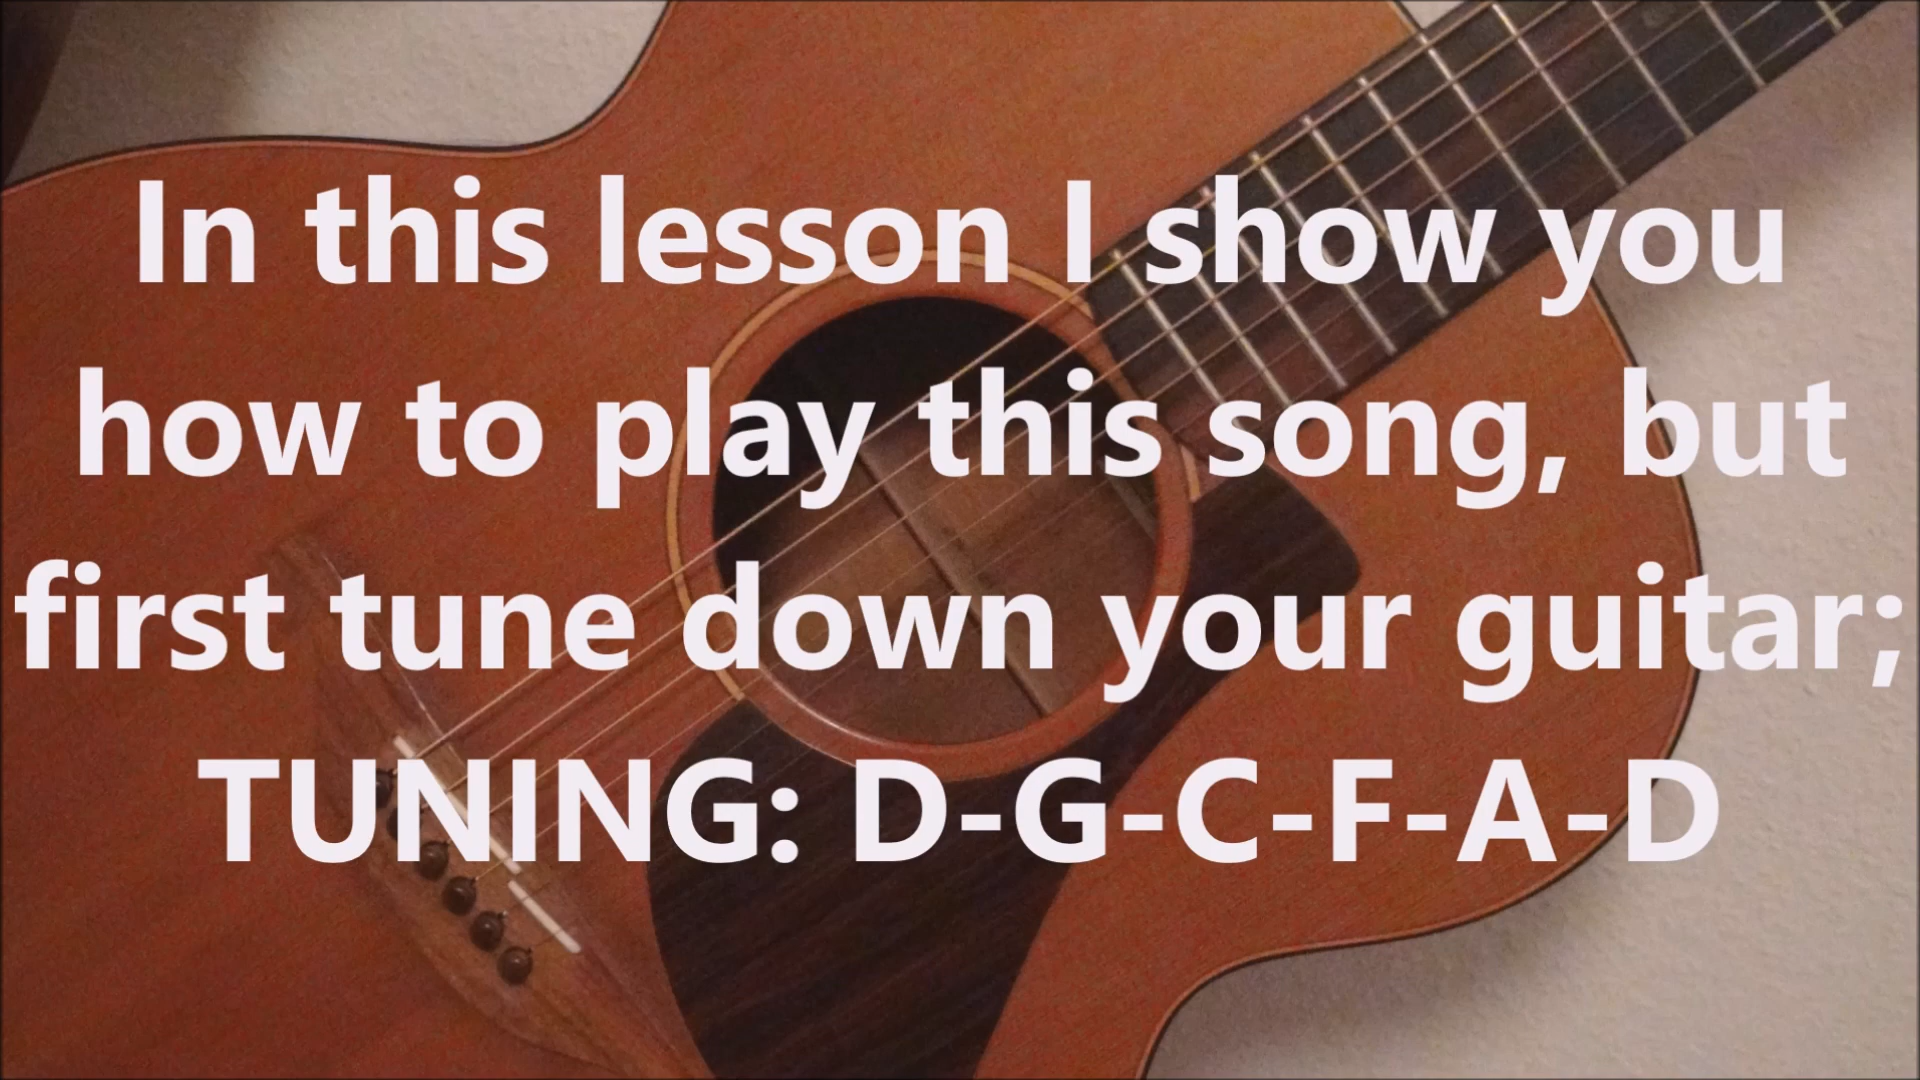 In this lesson I show you
how to play this song, but
first tune down your guitar;
TUNING: D-G-C-F-A-D